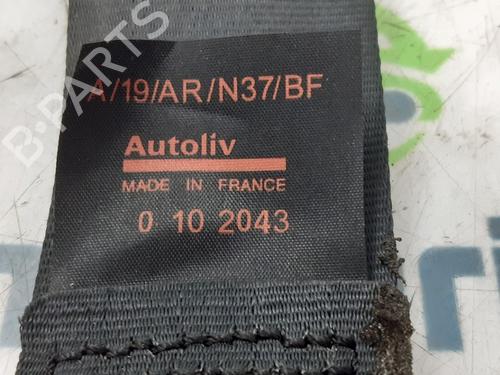 A/19/AR/N37/BF
Autoliv
MADE IN FRANCE
0 10 2043
B-PARTS